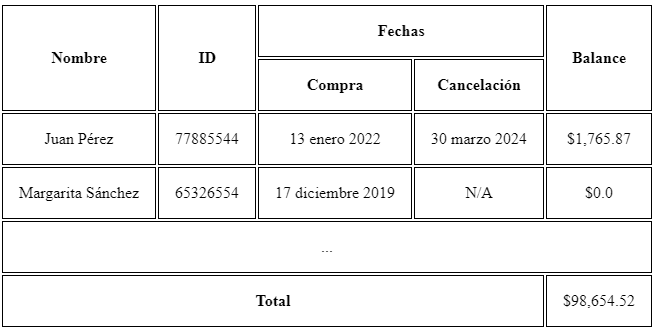 Nombre ID Fechas Balance
Compra Cancelación
Juan Pérez 77885544 13 enero 2022 30 marzo 2024 $1,765.87
Margarita Sánchez 65326554 17 diciembre 2019 N/A $0.0
...
Total $98,654.52